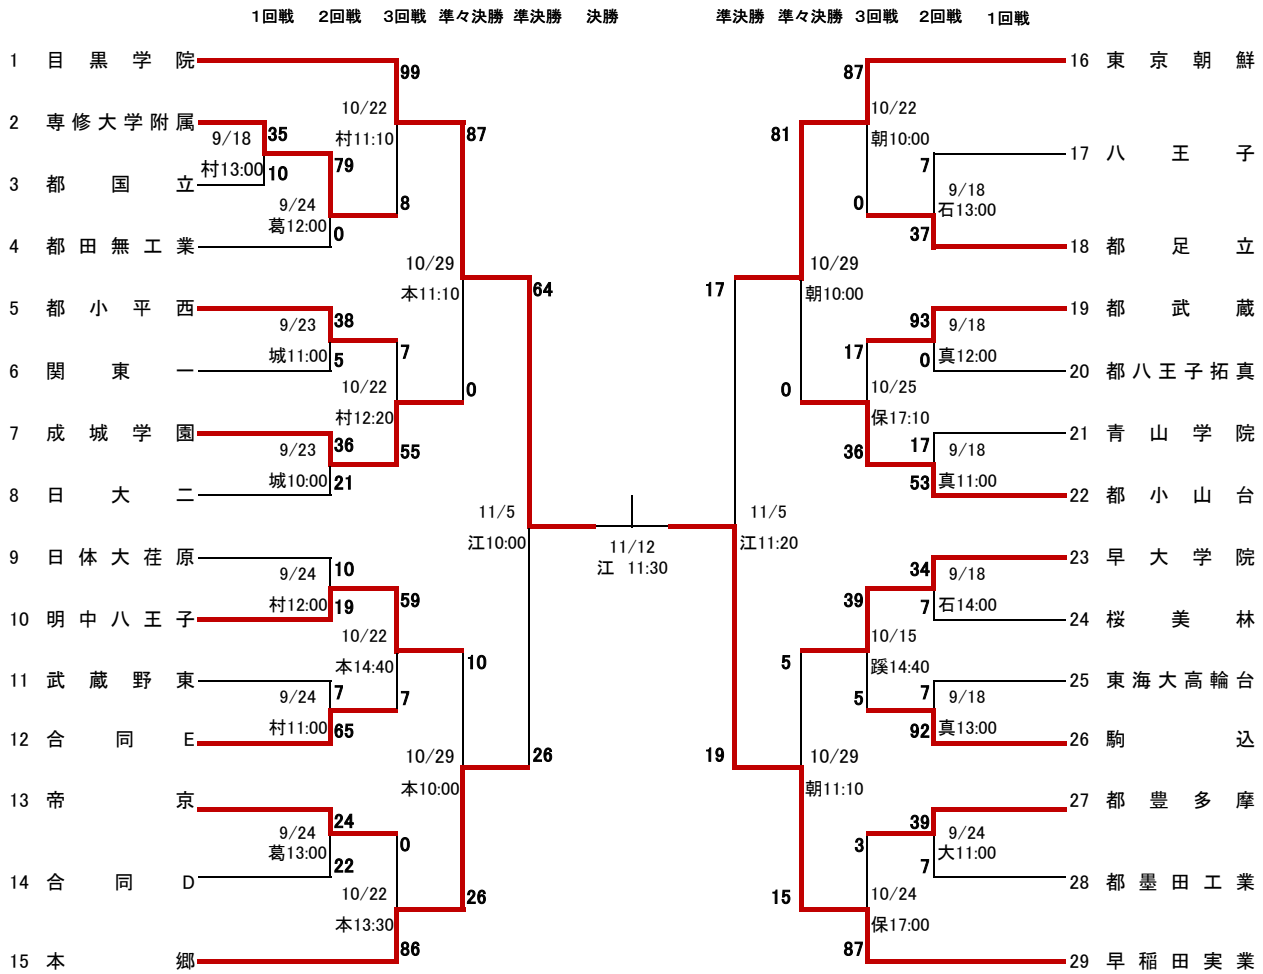 1回戦 2回戦 3回戦 準々決勝 準決勝 決勝 準決勝 準々決勝 3回戦 2回戦 1回戦
1 目黒学院
99
10/22
村11:10
2 専修大学附属
35
9/18
村13:00
10
3 都国立
79
9/24
葛12:00
0
4 都田無工業
8
87
10/29
本11:10
5 都小平西
38
9/23
城11:00
5
6 関東一
7
10/22
村12:20
0
7 成城学園
36
9/23
城10:00
21
8 日大二
55
64
11/5
江10:00
9 日体大荏原
10
9/24
村12:00
19
10 明中八王子
59
10/22
本14:40
10
11 武蔵野東
7
9/24
村11:00
65
12 合同E
7
10/29
本10:00
26
13 帝京
24
9/24
葛13:00
22
14 合同D
0
10/22
本13:30
26
15 本郷
86
11/12
江 11:30
87
16 東京朝鮮
10/22
朝10:00
81
17 八王子
7
9/18
石13:00
0
37
18 都足立
10/29
朝10:00
17
93
19 都武蔵
9/18
真12:00
0
20 都八王子拓真
17
10/25
保17:10
0
21 青山学院
17
9/18
真11:00
36
53
22 都小山台
11/5
江11:20
34
23 早大学院
9/18
石14:00
7
24 桜美林
39
10/15
蹊14:40
5
25 東海大高輪台
7
9/18
真13:00
5
92
26 駒込
19
10/29
朝11:10
27 都豊多摩
39
9/24
大11:00
7
28 都墨田工業
3
10/24
保17:00
15
87
29 早稲田実業